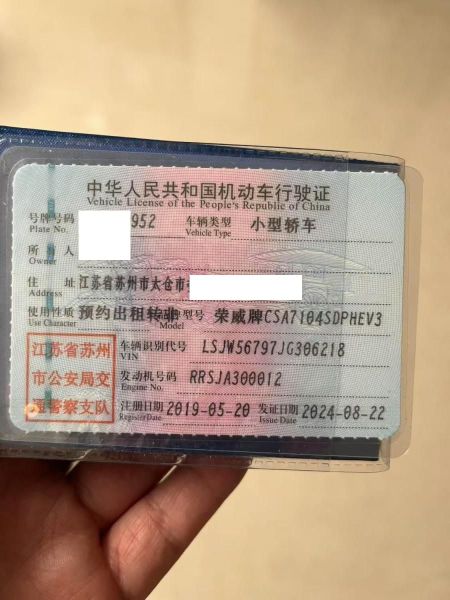 中华人民共和国机动车行驶证
Vehicle License of the People's Republic of China
号牌号码 952 车辆类型 小型轿车
Plate No. Vehicle Type
所 人
Owner
住 址 江苏省苏州市太仓市
Address
使用性质 预约出租转非 型号 荣威牌CSA7104SDPHEV3
Use Character Model
江苏省苏州
市公安局交
通警察支队
车辆识别代号 LSJW56797JG306218
VIN
发动机号码 RRSJA300012
Engine No.
注册日期 2019-05-20 发证日期 2024-08-22
Register Date Issue Date